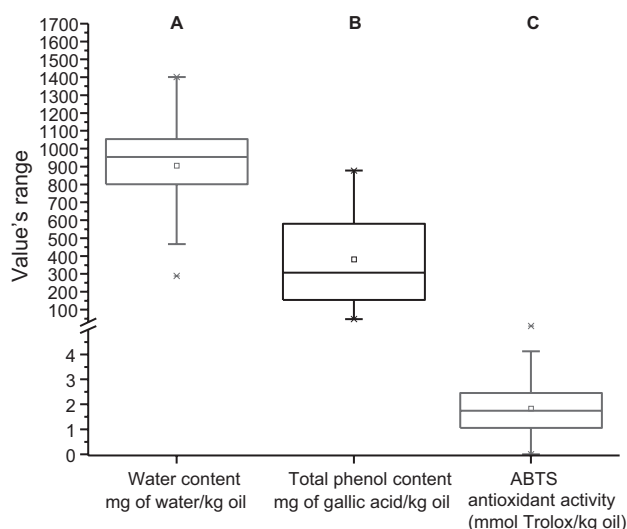 A
B
C
Value's range
1700
1600
1500
1400
1300
1200
1100
1000
900
800
700
600
500
400
300
200
100
4
3
2
1
0
Water content
mg of water/kg oil
Total phenol content
mg of gallic acid/kg oil
ABTS
antioxidant activity
(mmol Trolox/kg oil)